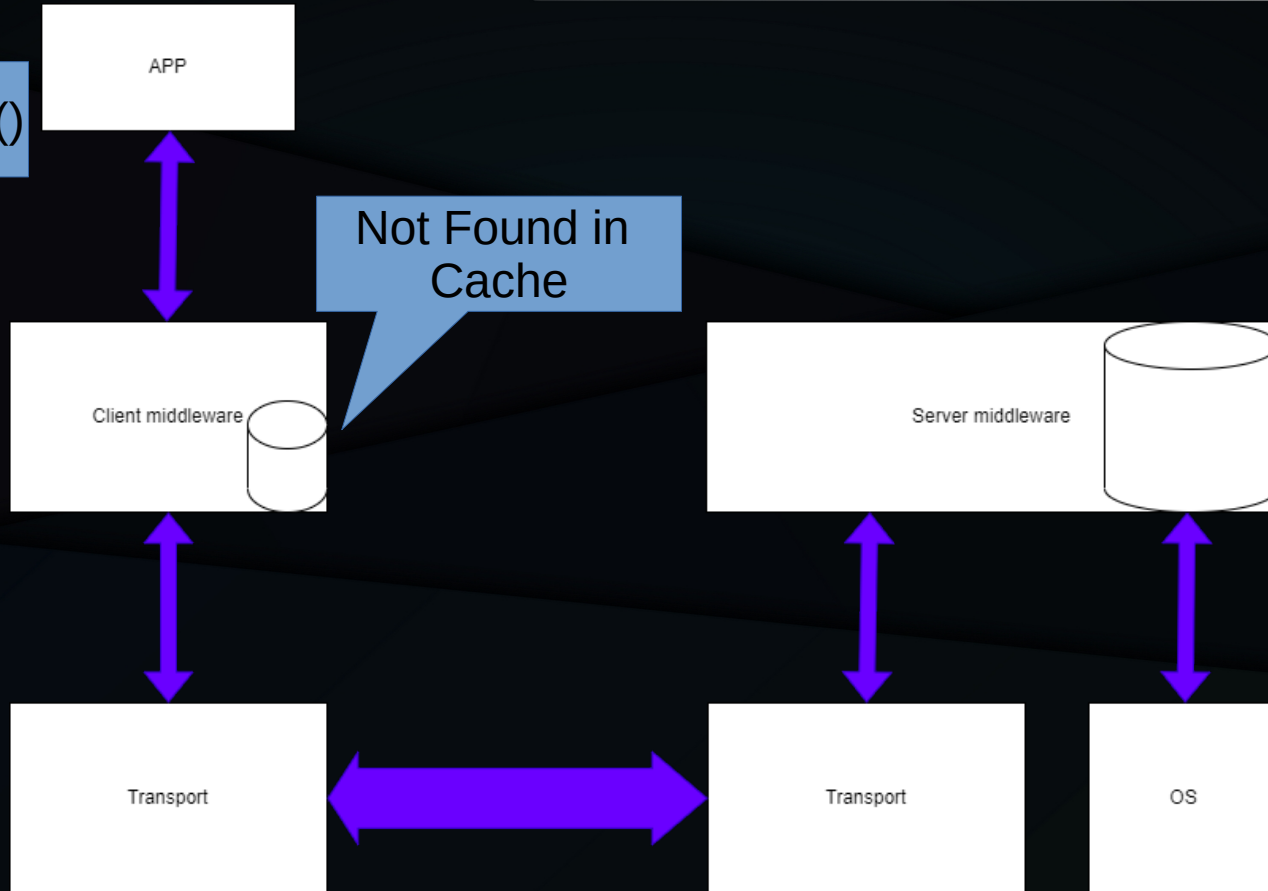 APP
()
Not Found in
Cache
Client middleware
Server middleware
Transport
Transport
OS